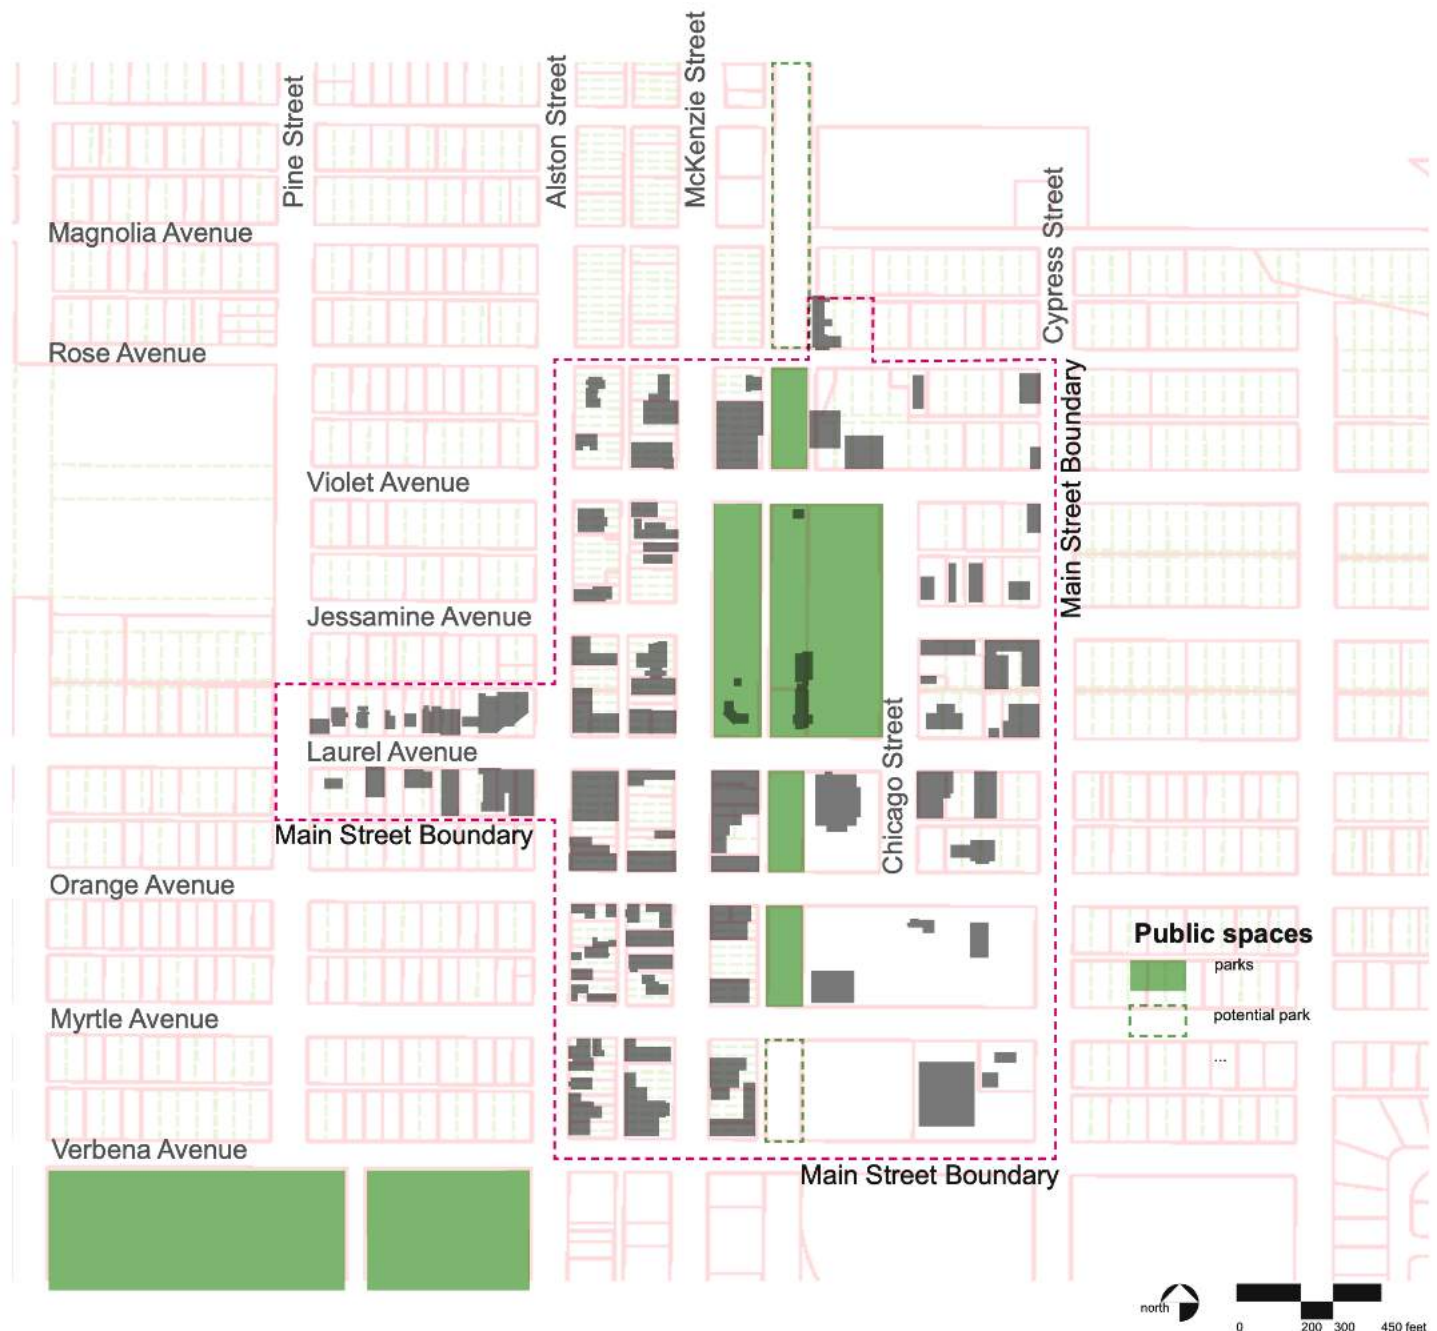 McKenzie Street
Alston Street
Pine Street
Cypress Street
Magnolia Avenue
Rose Avenue
Main Street Boundary
Violet Avenue
Jessamine Avenue
Chicago Street
Laurel Avenue
Main Street Boundary
Orange Avenue
Public spaces
parks
potential park
...
Myrtle Avenue
Verbena Avenue
Main Street Boundary
north
0 200 300 450 feet